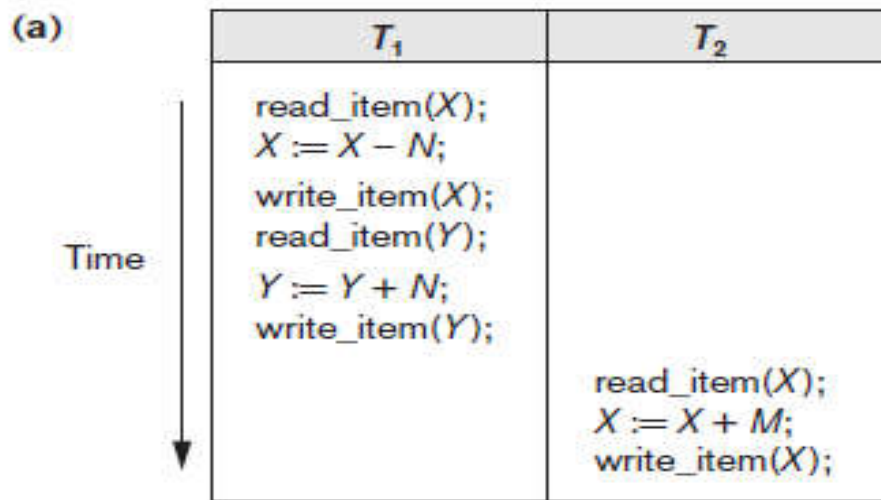 (a)
T₁ T₂
read_item(X);
X := X – N;
write_item(X);
read_item(Y);
Time
Y := Y + N;
write_item(Y);
read_item(X);
X := X + M;
write_item(X);